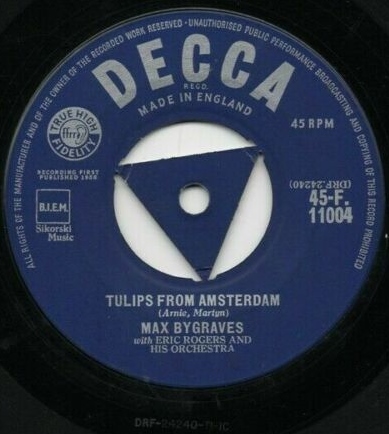 ALL RIGHTS OF THE MANUFACTURER AND OF THE OWNER OF THE RECORDED WORK RESERVED · UNAUTHORISED PUBLIC PERFORMANCE BROADCASTING AND COPYING OF THIS RECORD PROHIBITED
DECCA
REGD.
MADE IN ENGLAND
TRUE HIGH
ffrr
FIDELITY
45 RPM
RECORDING FIRST
PUBLISHED 1958
B.I.E.M.
Sikorski
Music
(DRF.24240)
45-F.
11004
TULIPS FROM AMSTERDAM
(Arnie, Martyn)
MAX BYGRAVES
with ERIC ROGERS AND
HIS ORCHESTRA
DRF-24240-